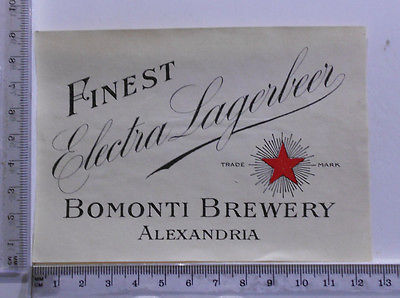 FINEST
Electra Lagerbeer
TRADE MARK
BOMONTI BREWERY
ALEXANDRIA
1 2 3 4 5 6 7 8 9 10 11 12 13